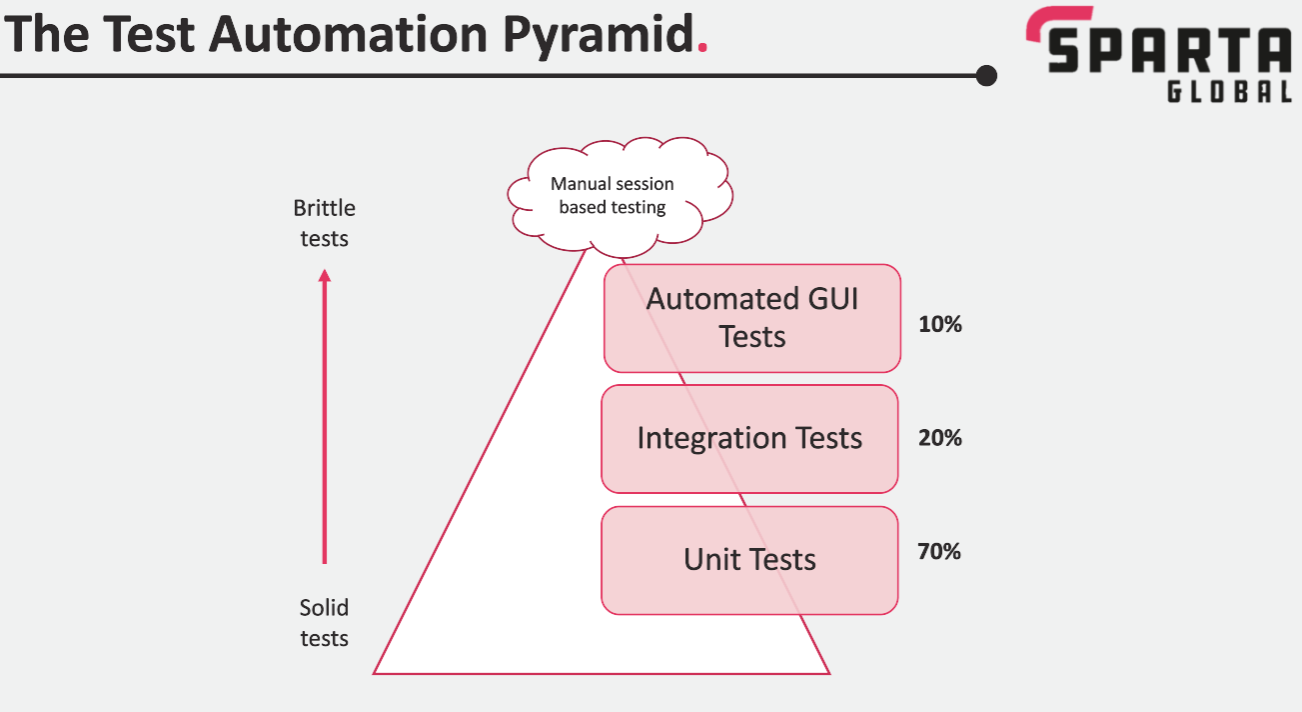 The Test Automation Pyramid.
SPARTA
GLOBAL
Manual session
based testing
Brittle
tests
Automated GUI
Tests
10%
Integration Tests
20%
Unit Tests
70%
Solid
tests